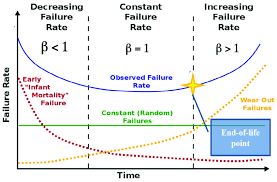 Decreasing
Failure
Rate
β < 1
Constant
Failure
Rate
β = 1
Increasing
Failure
Rate
β > 1
Failure Rate
Early
"Infant
Mortality"
Failure
Observed Failure
Rate
Constant (Random)
Failures
Wear Out
Failures
End-of-life
point
Time